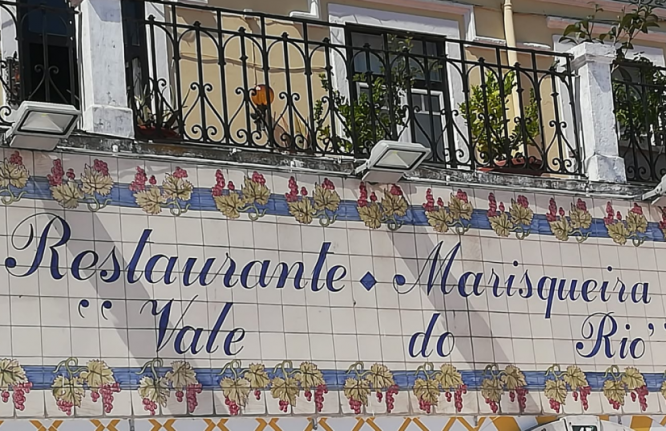 Restaurante ◆ Marisqueira
“Vale do Rio”